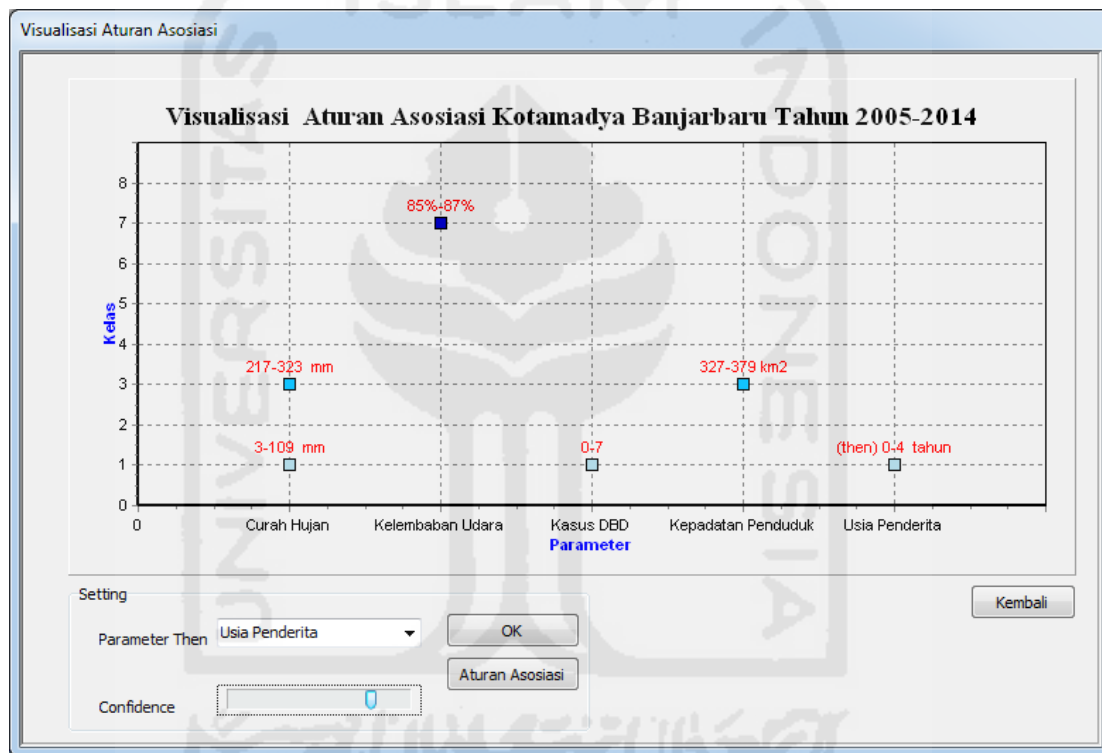 Visualisasi Aturan Asosiasi
Visualisasi Aturan Asosiasi Kotamadya Banjarbaru Tahun 2005-2014
8
85%-87%
7
6
5
Kelas
4
217-323 mm
327-379 km2
3
2
3-109 mm
0-7
(then) 0-4 tahun
1
0
0
Curah Hujan
Kelembaban Udara
Kasus DBD
Kepadatan Penduduk
Usia Penderita
Parameter
Setting
Parameter Then
Usia Penderita
OK
Kembali
Aturan Asosiasi
Confidence
UNIVERSITAS
ISLAM
INDONESIA